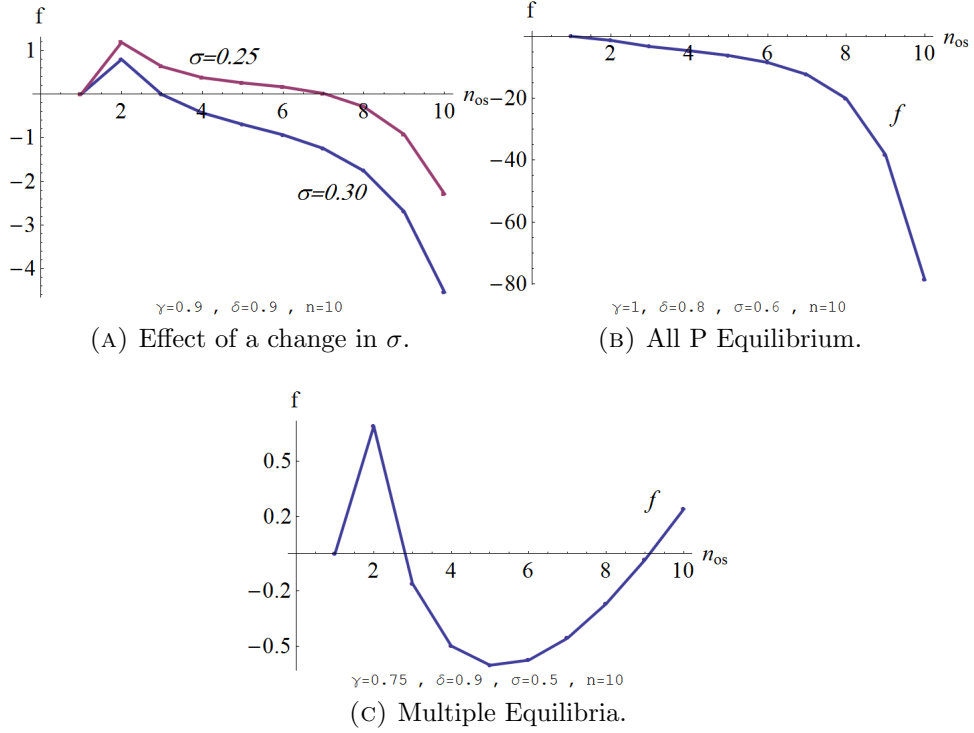 f
1
σ=0.25
2 4 6 8 10 n_os
-1
-2
σ=0.30
-3
-4
γ=0.9 , δ=0.9 , n=10
(A) Effect of a change in σ.
f
2 4 6 8 10 n_os
−20
f
−40
−60
−80
γ=1, δ=0.8 , σ=0.6 , n=10
(B) All P Equilibrium.
f
0.5
f
0.2
2 4 6 8 10 n_os
−0.2
−0.5
γ=0.75 , δ=0.9 , σ=0.5 , n=10
(C) Multiple Equilibria.